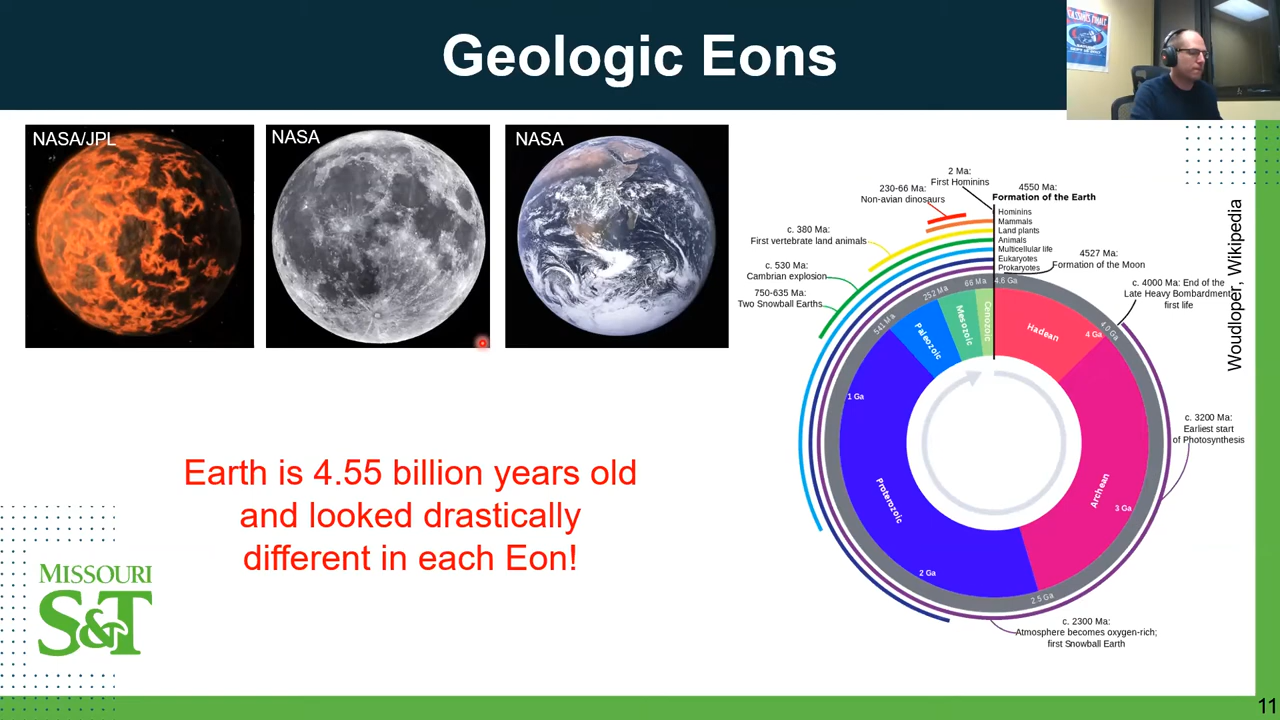 Geologic Eons
NASA/JPL
NASA
NASA
Earth is 4.55 billion years old
and looked drastically
different in each Eon!
MISSOURI
S&T
2 Ma:
First Hominins
230-66 Ma:
Non-avian dinosaurs
c. 380 Ma:
First vertebrate land animals
c. 530 Ma:
Cambrian explosion
750-635 Ma:
Two Snowball Earths
4550 Ma:
Formation of the Earth
Hominins
Mammals
Land plants
Animals
Multicellular life
Eukaryotes
Prokaryotes
4527 Ma:
Formation of the Moon
c. 4000 Ma: End of the
Late Heavy Bombardment;
first life
c. 3200 Ma:
Earliest start
of Photosynthesis
c. 2300 Ma:
Atmosphere becomes oxygen-rich;
first Snowball Earth
4.6 Ga
Hadean
4 Ga
4.0 Ga
Archean
3 Ga
2.5 Ga
Proterozoic
2 Ga
1 Ga
541 Ma
Paleozoic
252 Ma
Mesozoic
66 Ma
Cenozoic
Woudloper, Wikipedia
11